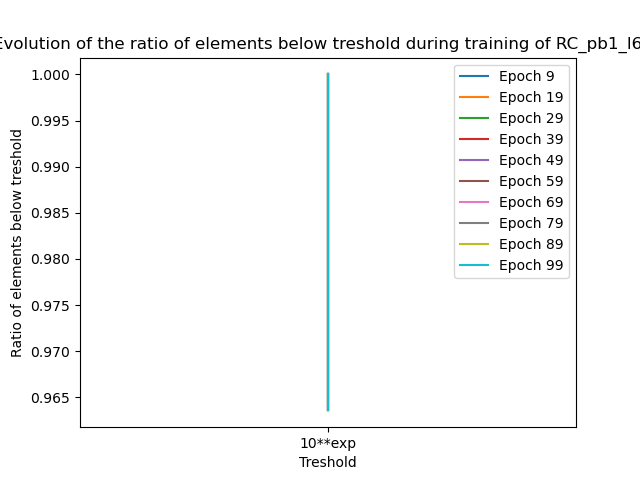 Evolution of the ratio of elements below treshold during training of RC_pb1_l6
1.000
0.995
0.990
0.985
0.980
0.975
0.970
0.965
Ratio of elements below treshold
Epoch 9
Epoch 19
Epoch 29
Epoch 39
Epoch 49
Epoch 59
Epoch 69
Epoch 79
Epoch 89
Epoch 99
10**exp
Treshold